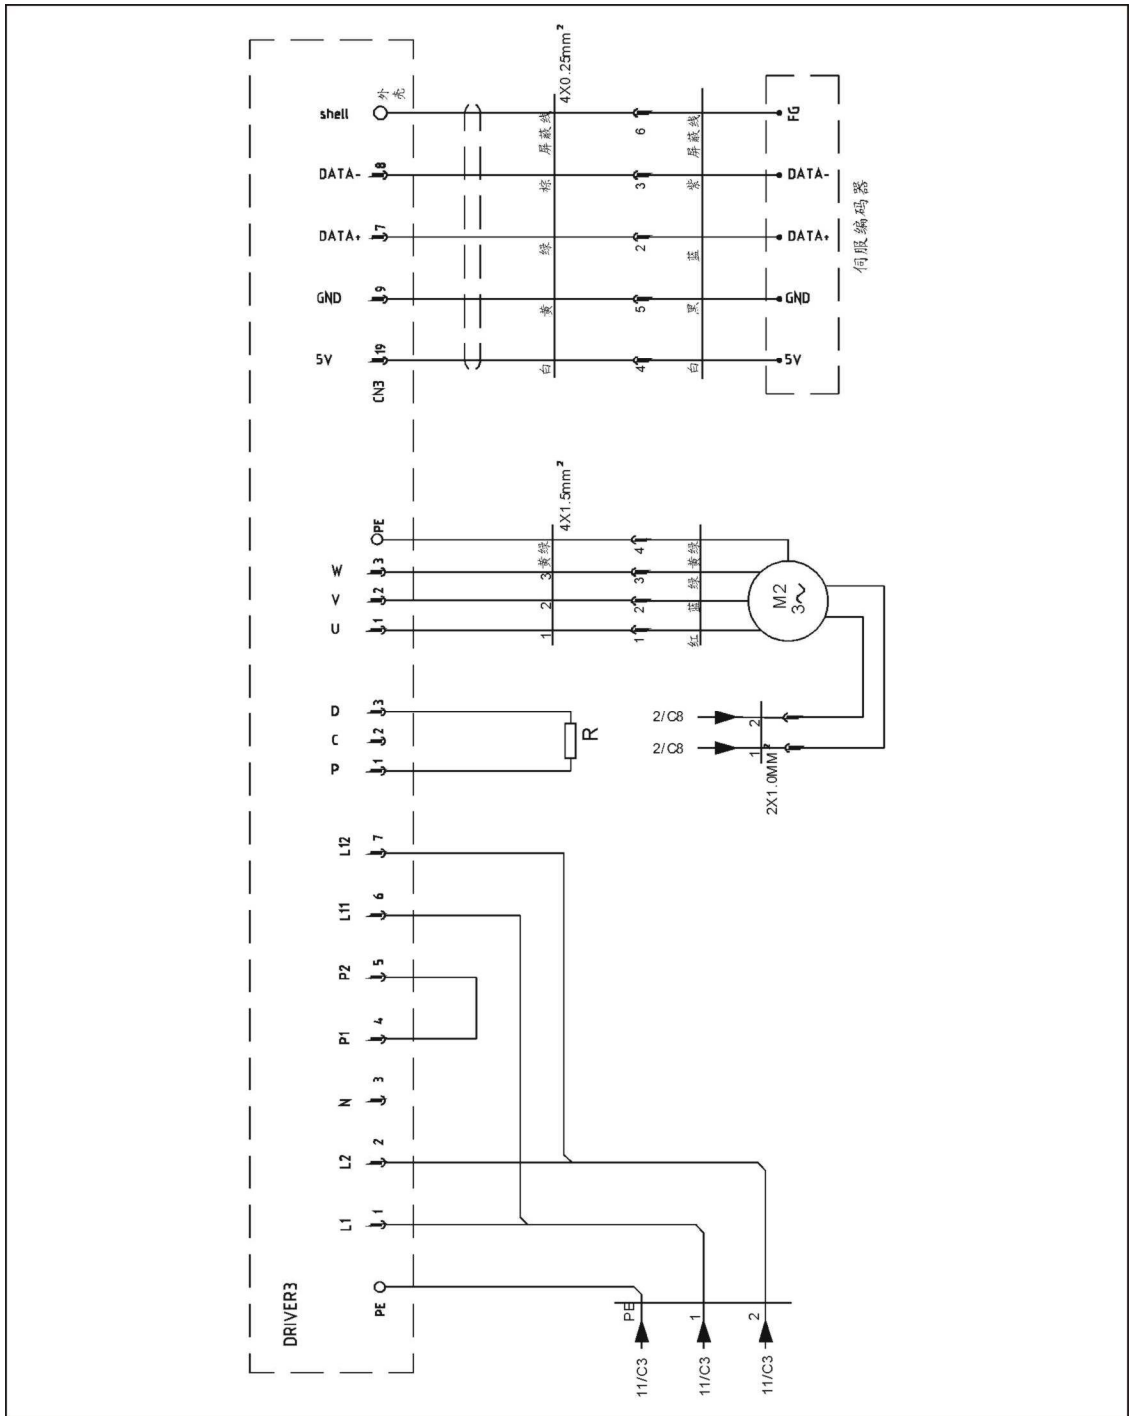 4X0.25mm²
shell
外壳
屏蔽线
6
屏蔽线
FG
DATA-
8
棕
3
紫
DATA-
DATA+
7
绿
2
蓝
DATA+
伺服编码器
GND
9
黄
5
黑
GND
5V
19
白
4
白
5V
CN3
4X1.5mm²
PE
黄绿
4
黄绿
W
3
3
3
绿
V
2
2
2
蓝
M2
3~
U
1
1
1
红
D
3
2/C8
2
C
2
R
2/C8
1
P
1
2X1.0MM²
L12
7
L11
6
P2
5
P1
4
N
3
L2
2
L1
1
DRIVER3
PE
PE
1
2
11/C3
11/C3
11/C3